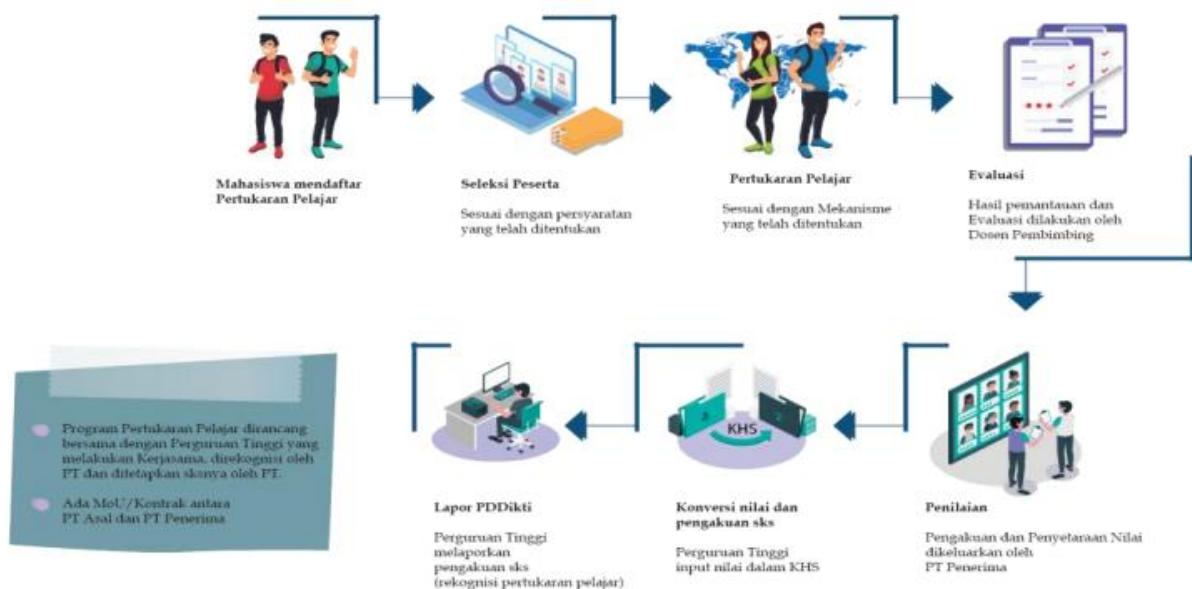 Mahasiswa mendaftar
Pertukaran Pelajar
Seleksi Peserta
Sesuai dengan persyaratan
yang telah ditentukan
Pertukaran Pelajar
Sesuai dengan Mekanisme
yang telah ditentukan
Evaluasi
Hasil pemantauan dan
Evaluasi dilakukan oleh
Dosen Pembimbing
Penilaian
Pengakuan dan Penyetaraan Nilai
dikeluarkan oleh
PT Penerima
KHS
Konversi nilai dan
pengakuan sks
Perguruan Tinggi
input nilai dalam KHS
Lapor PDDikti
Perguruan Tinggi
melaporkan
pengakuan sks
(rekognisi pertukaran pelajar)
Program Pertukaran Pelajar dirancang
bersama dengan Perguruan Tinggi yang
melakukan Kerjasama, direkognisi oleh
PT dan ditetapkan sksnya oleh PT.
Ada MoU/Kontrak antara
PT Asal dan PT Penerima